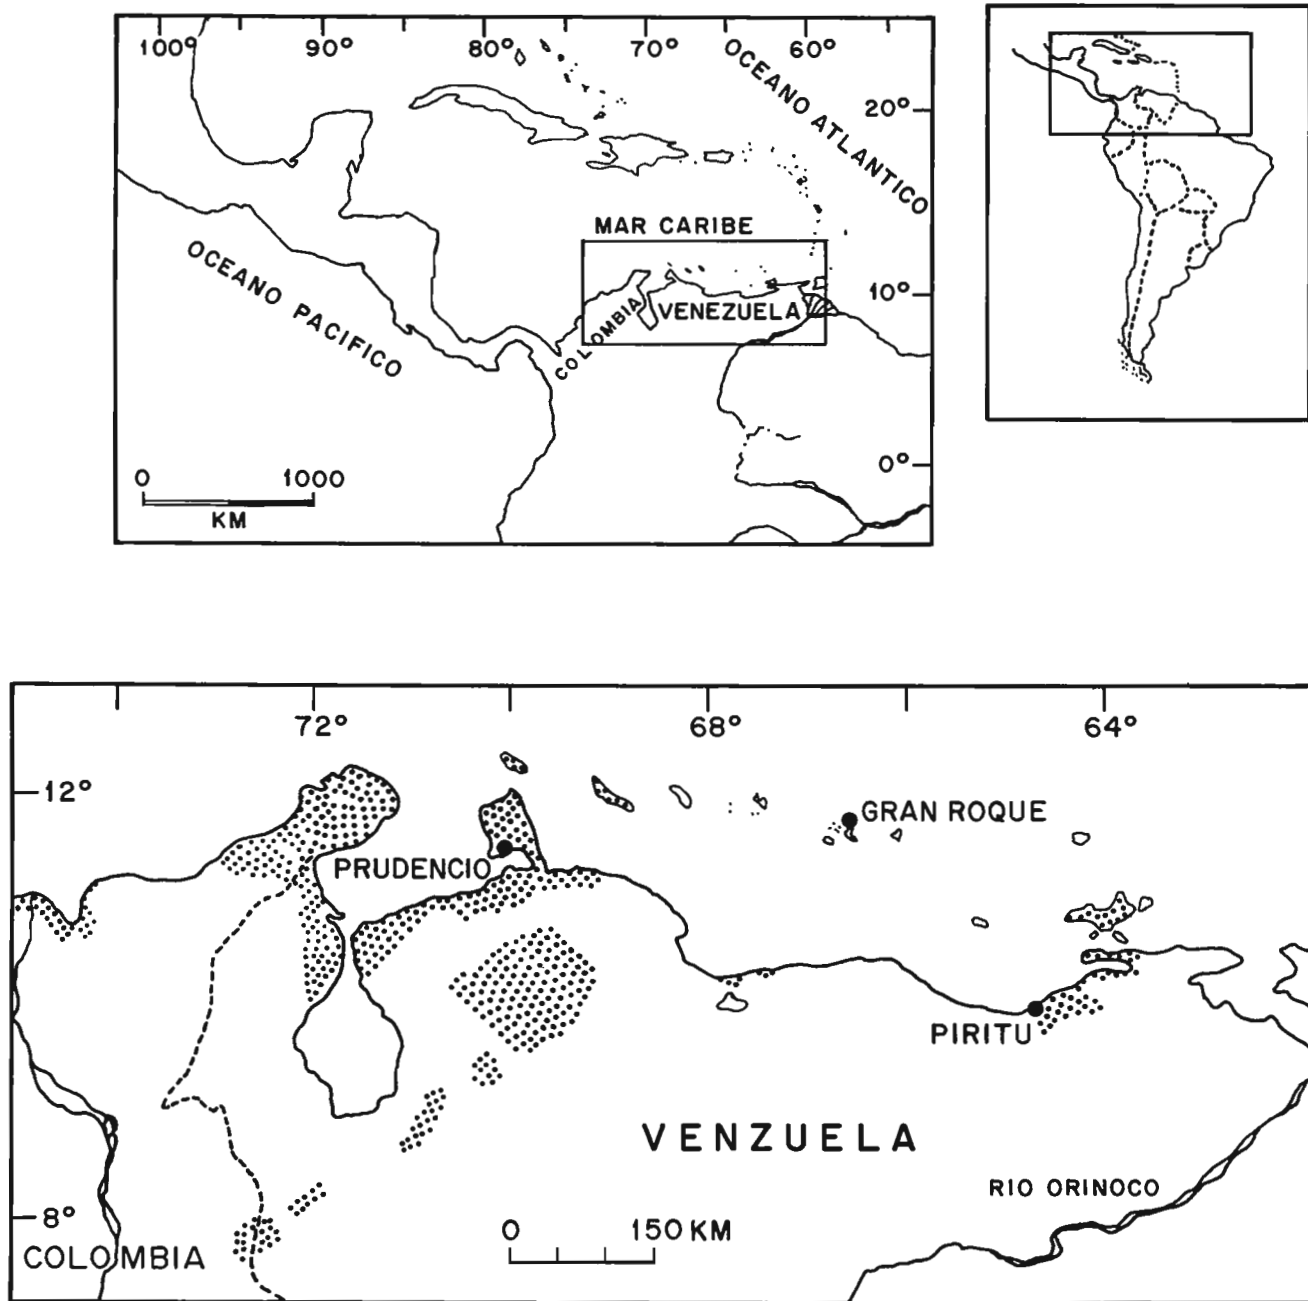 100° 90° 80° 70° 60°
OCEANO ATLANTICO
20°
MAR CARIBE
OCEANO PACIFICO
10°
COLOMBIA
VENEZUELA
0°
0 1000
KM
72° 68° 64°
12°
GRAN ROQUE
PRUDENCIO
PIRITU
VENZUELA
RIO ORINOCO
8°
0 150 KM
COLOMBIA